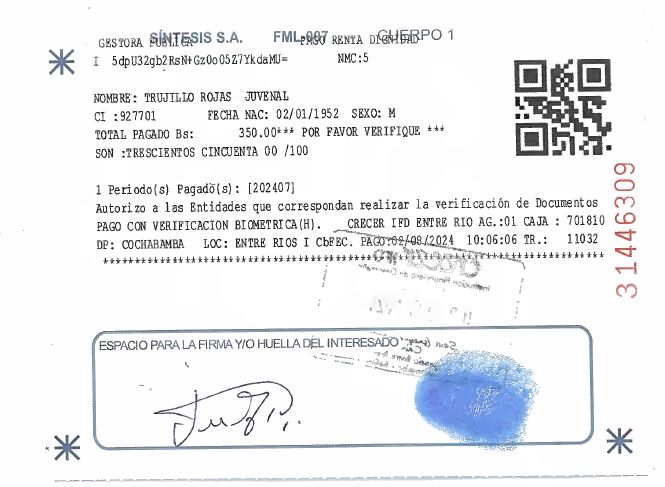 SÍNTESIS S.A. FML-007 CUERPO 1
GESTORA PUBLICA PAGO RENTA DIGNIDAD
I 5dpU32gb2RsN+Gz0o05Z7YkdaMU= NMC:5
NOMBRE: TRUJILLO ROJAS JUVENAL
CI :927701 FECHA NAC: 02/01/1952 SEXO: M
TOTAL PAGADO Bs: 350.00*** POR FAVOR VERIFIQUE ***
SON :TRESCIENTOS CINCUENTA 00 /100
1 Periodo(s) Pagado(s): [202407]
Autorizo a las Entidades que correspondan realizar la verificación de Documentos
PAGO CON VERIFICACION BIOMETRICA(H). CRECER IFD ENTRE RIO AG.:01 CAJA : 701810
DP: COCHABAMBA LOC: ENTRE RIOS I CbFEC. PAGO:02/08/2024 10:06:06 TR.: 11032
31446309
ESPACIO PARA LA FIRMA Y/O HUELLA DEL INTERESADO